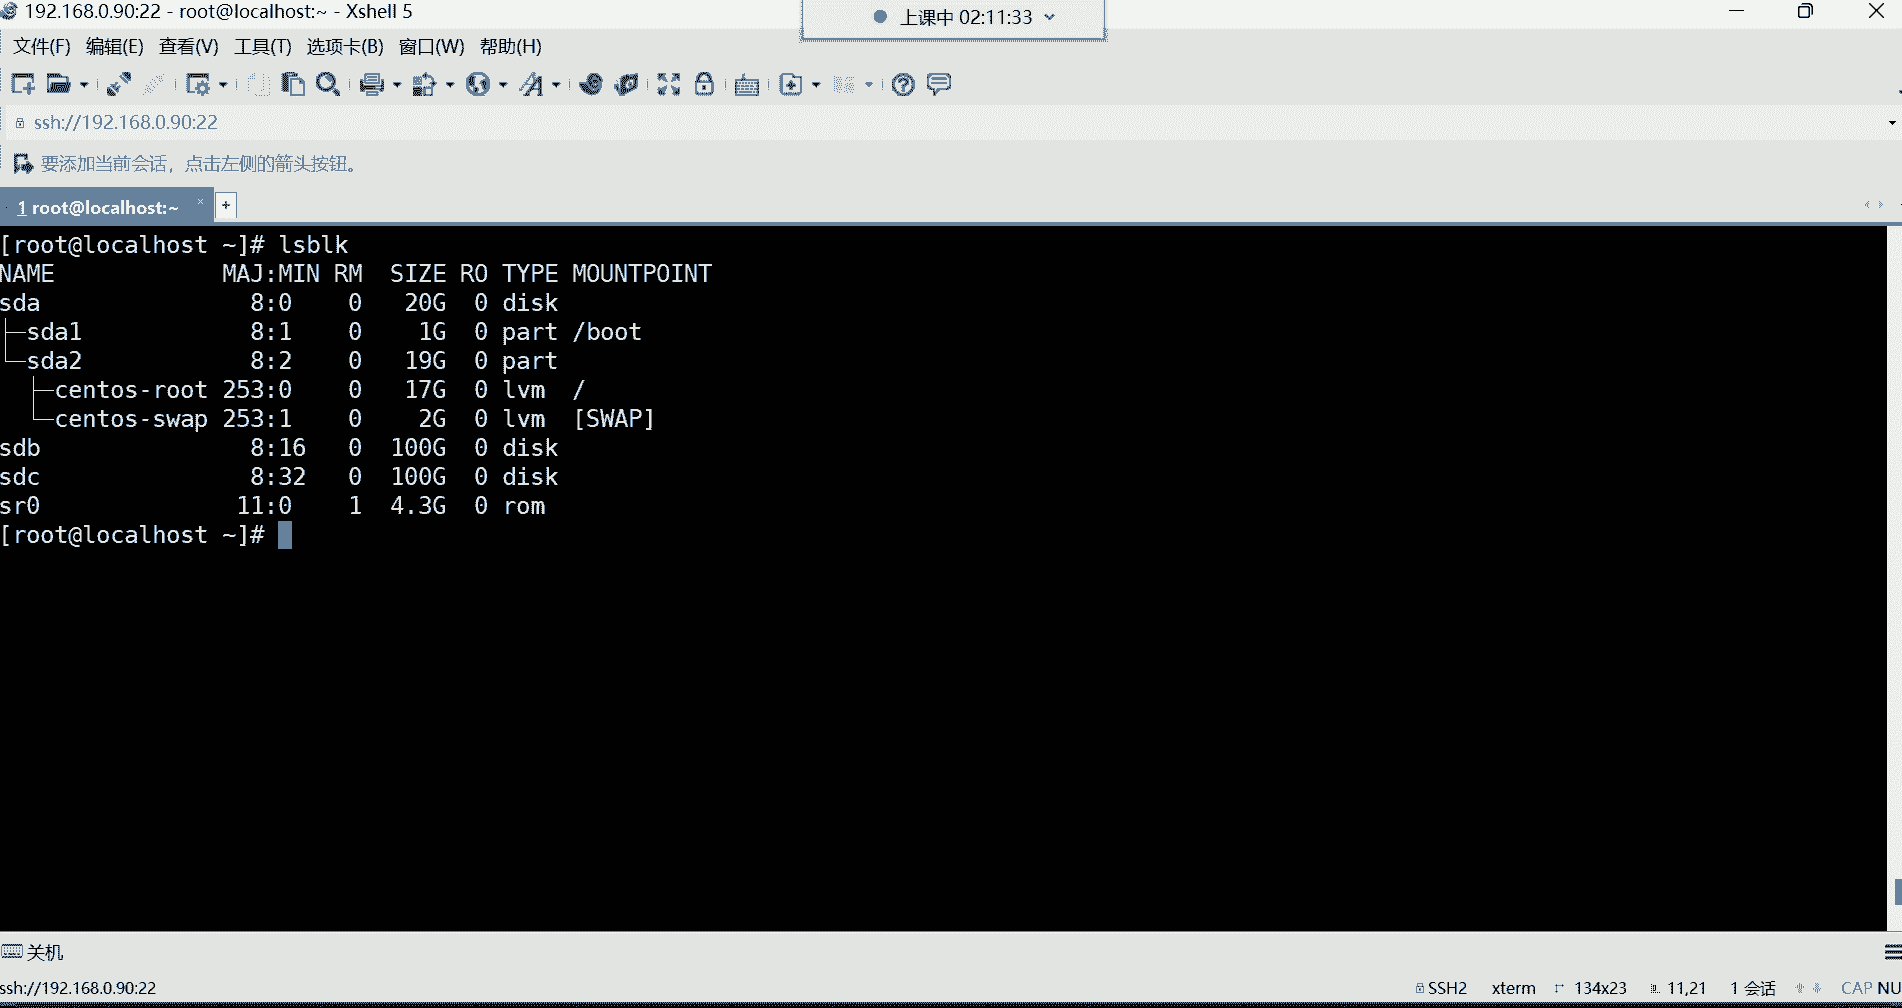 192.168.0.90:22 - root@localhost:~ - Xshell 5
上课中 02:11:33
文件(F) 编辑(E) 查看(V) 工具(T) 选项卡(B) 窗口(W) 帮助(H)
ssh://192.168.0.90:22
要添加当前会话，点击左侧的箭头按钮。
1 root@localhost:~ × +
[root@localhost ~]# lsblk
NAME            MAJ:MIN RM  SIZE RO TYPE MOUNTPOINT
sda               8:0    0   20G  0 disk
├─sda1            8:1    0    1G  0 part /boot
└─sda2            8:2    0   19G  0 part
  ├─centos-root 253:0    0   17G  0 lvm  /
  └─centos-swap 253:1    0    2G  0 lvm  [SWAP]
sdb               8:16   0  100G  0 disk
sdc               8:32   0  100G  0 disk
sr0              11:0    1  4.3G  0 rom
[root@localhost ~]#
关机
ssh://192.168.0.90:22 SSH2 xterm 134x23 11,21 1 会话 CAP NU